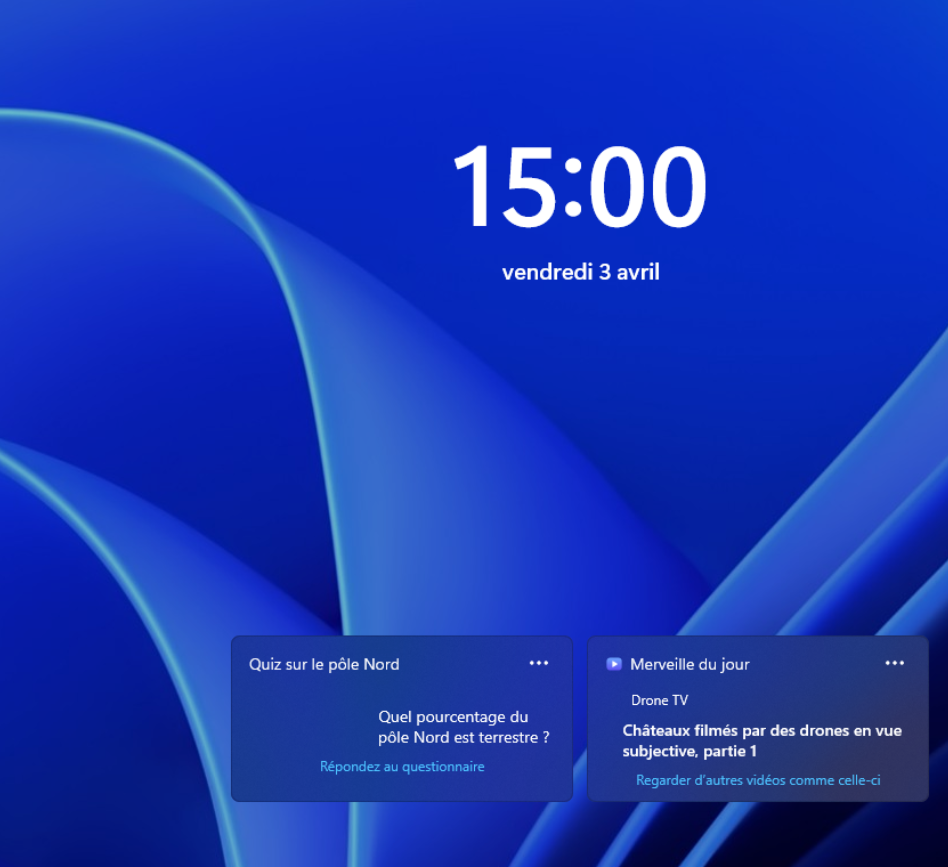 15:00
vendredi 3 avril
Quiz sur le pôle Nord
Quel pourcentage du
pôle Nord est terrestre ?
Répondez au questionnaire
Merveille du jour
Drone TV
Châteaux filmés par des drones en vue
subjective, partie 1
Regarder d'autres vidéos comme celle-ci